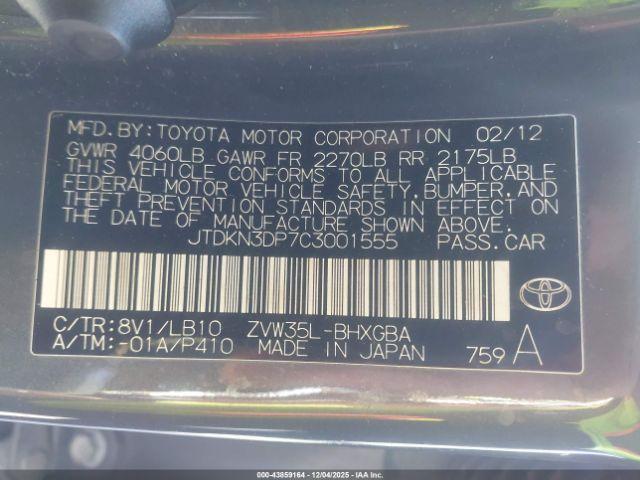 MFD. BY: TOYOTA MOTOR CORPORATION 02/12
GVWR 4060LB GAWR FR 2270LB RR 2175LB
THIS VEHICLE CONFORMS TO ALL APPLICABLE
FEDERAL MOTOR VEHICLE SAFETY, BUMPER, AND
THEFT PREVENTION STANDARDS IN EFFECT ON
THE DATE OF MANUFACTURE SHOWN ABOVE.
JTDKN3DP7C3001555 PASS. CAR
C/TR: 8V1/LB10 ZVW35L-BHXGBA
A/TM: -01A/P410 MADE IN JAPAN 759 A
000-43859164 - 12/04/2025 - IAAI.COM